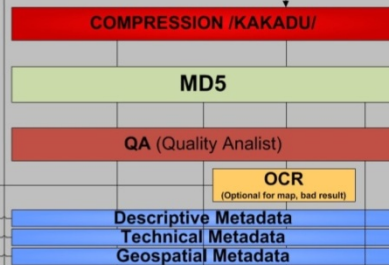 COMPRESSION /KAKADU/
MD5
QA (Quality Analist)
OCR
(Optional for map, bad result)
Descriptive Metadata
Technical Metadata
Geospatial Metadata